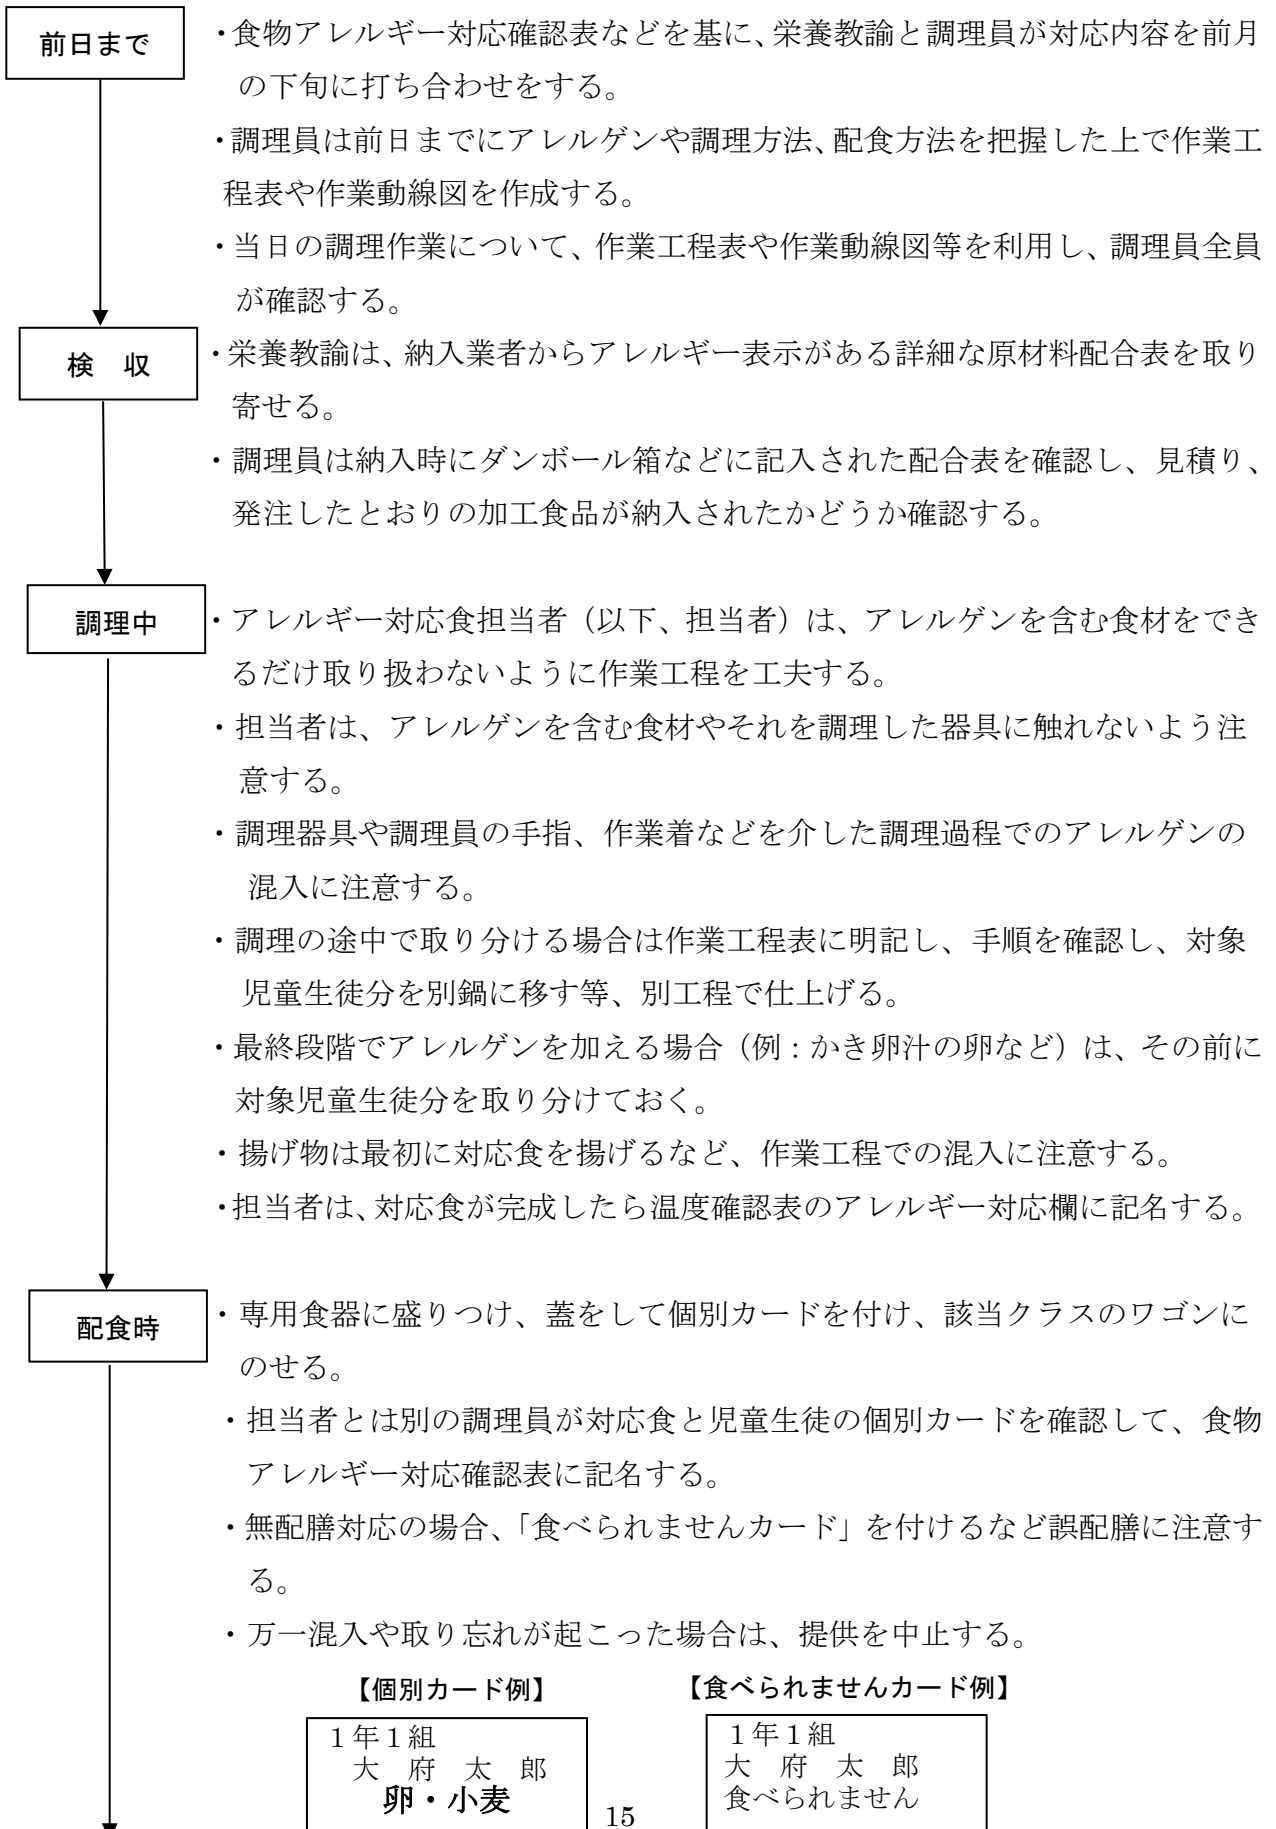 前日まで
・食物アレルギー対応確認表などを基に、栄養教諭と調理員が対応内容を前月
の下旬に打ち合わせをする。
・調理員は前日までにアレルゲンや調理方法、配食方法を把握した上で作業工
程表や作業動線図を作成する。
・当日の調理作業について、作業工程表や作業動線図等を利用し、調理員全員
が確認する。
検　収
・栄養教諭は、納入業者からアレルギー表示がある詳細な原材料配合表を取り
寄せる。
・調理員は納入時にダンボール箱などに記入された配合表を確認し、見積り、
発注したとおりの加工食品が納入されたかどうか確認する。
調理中
・アレルギー対応食担当者（以下、担当者）は、アレルゲンを含む食材をでき
るだけ取り扱わないように作業工程を工夫する。
・担当者は、アレルゲンを含む食材やそれを調理した器具に触れないよう注
意する。
・調理器具や調理員の手指、作業着などを介した調理過程でのアレルゲンの
混入に注意する。
・調理の途中で取り分ける場合は作業工程表に明記し、手順を確認し、対象
児童生徒分を別鍋に移す等、別工程で仕上げる。
・最終段階でアレルゲンを加える場合（例：かき卵汁の卵など）は、その前に
対象児童生徒分を取り分けておく。
・揚げ物は最初に対応食を揚げるなど、作業工程での混入に注意する。
・担当者は、対応食が完成したら温度確認表のアレルギー対応欄に記名する。
配食時
・専用食器に盛りつけ、蓋をして個別カードを付け、該当クラスのワゴンに
のせる。
・担当者とは別の調理員が対応食と児童生徒の個別カードを確認して、食物
アレルギー対応確認表に記名する。
・無配膳対応の場合、「食べられませんカード」を付けるなど誤配膳に注意す
る。
・万一混入や取り忘れが起こった場合は、提供を中止する。
【個別カード例】
１年１組
大　府　太　郎
卵・小麦
【食べられませんカード例】
１年１組
大　府　太　郎
食べられません
15